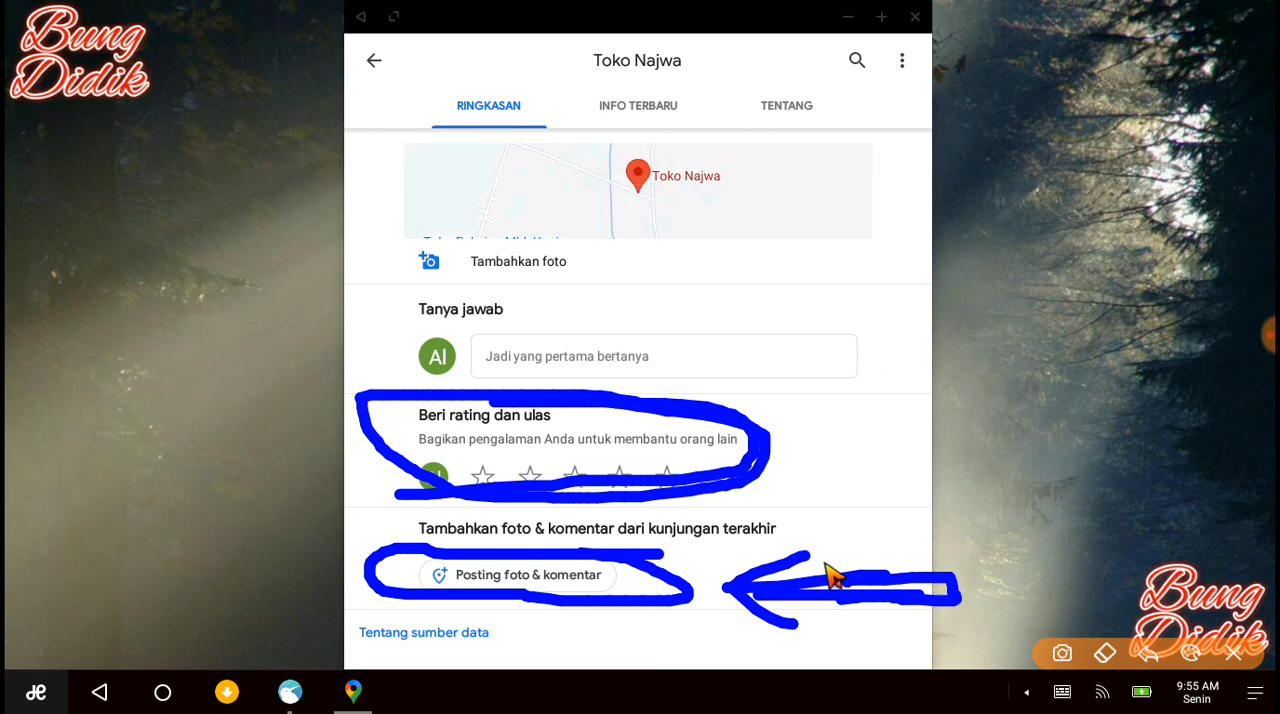 Bung
Didik
Toko Najwa
RINGKASAN
INFO TERBARU
TENTANG
Toko Najwa
Tambahkan foto
Tanya jawab
Al
Jadi yang pertama bertanya
Beri rating dan ulas
Bagikan pengalaman Anda untuk membantu orang lain
Tambahkan foto & komentar dari kunjungan terakhir
Posting foto & komentar
Tentang sumber data
Bung
Didik
9:55 AM
Senin